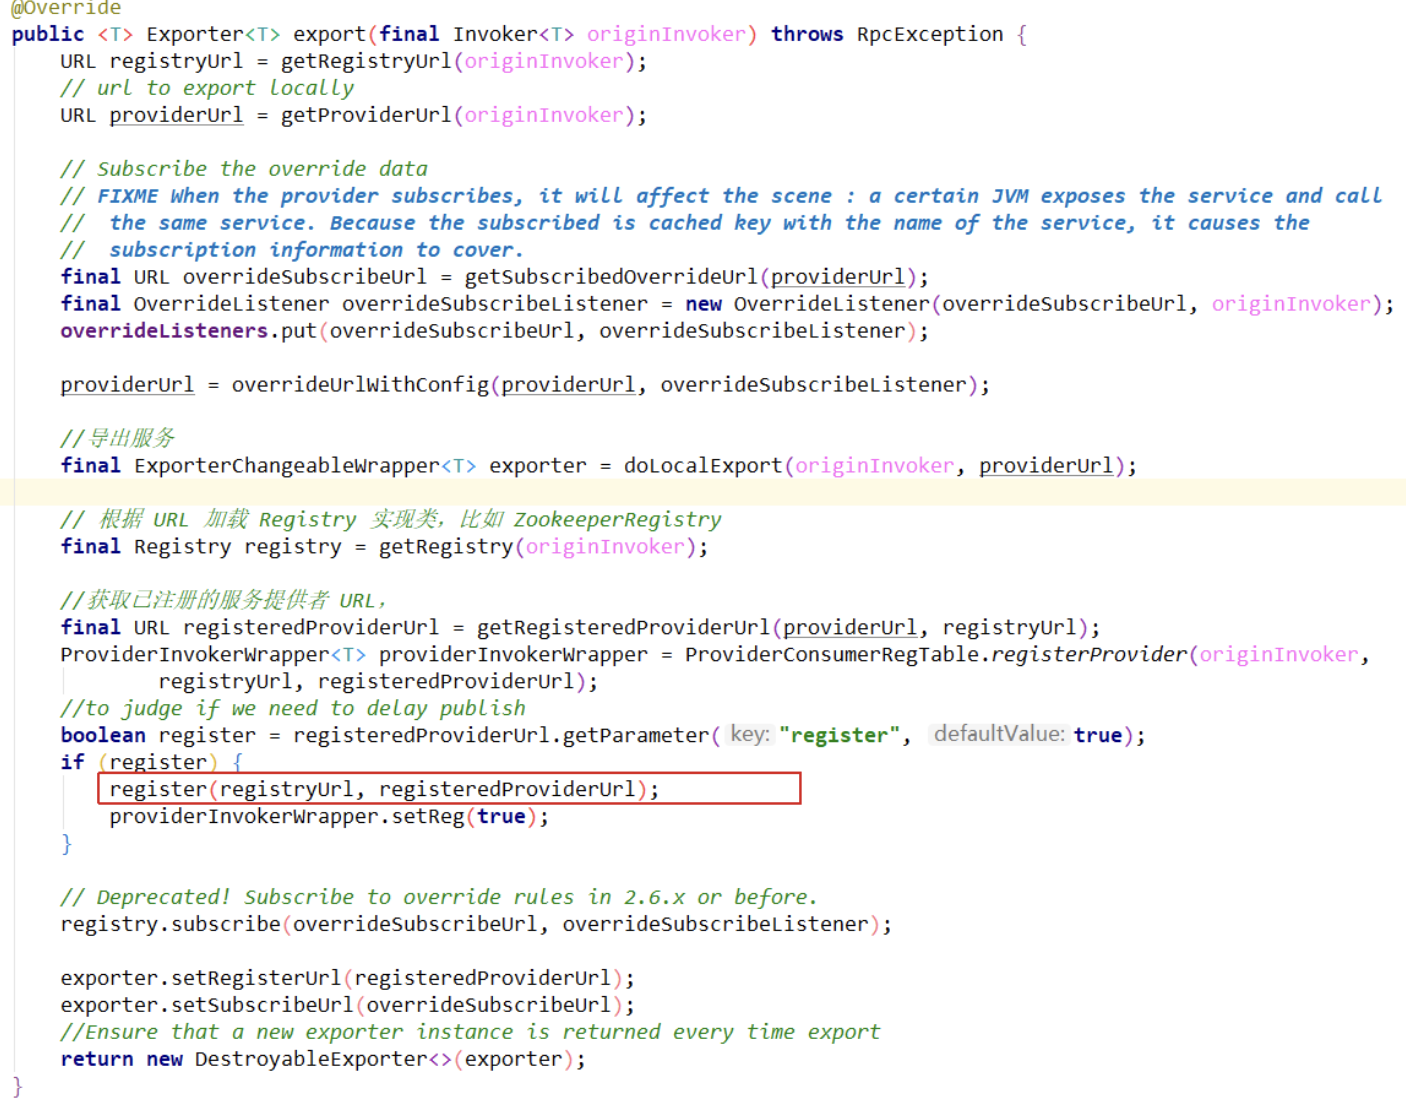 @Override
public <T> Exporter<T> export(final Invoker<T> originInvoker) throws RpcException {
URL registryUrl = getRegistryUrl(originInvoker);
// url to export locally
URL providerUrl = getProviderUrl(originInvoker);
// Subscribe the override data
// FIXME When the provider subscribes, it will affect the scene : a certain JVM exposes the service and call
//  the same service. Because the subscribed is cached key with the name of the service, it causes the
//  subscription information to cover.
final URL overrideSubscribeUrl = getSubscribedOverrideUrl(providerUrl);
final OverrideListener overrideSubscribeListener = new OverrideListener(overrideSubscribeUrl, originInvoker);
overrideListeners.put(overrideSubscribeUrl, overrideSubscribeListener);
providerUrl = overrideUrlWithConfig(providerUrl, overrideSubscribeListener);
//导出服务
final ExporterChangeableWrapper<T> exporter = doLocalExport(originInvoker, providerUrl);
// 根据 URL 加载 Registry 实现类，比如 ZookeeperRegistry
final Registry registry = getRegistry(originInvoker);
//获取已注册的服务提供者 URL，
final URL registeredProviderUrl = getRegisteredProviderUrl(providerUrl, registryUrl);
ProviderInvokerWrapper<T> providerInvokerWrapper = ProviderConsumerRegTable.registerProvider(originInvoker,
registryUrl, registeredProviderUrl);
//to judge if we need to delay publish
boolean register = registeredProviderUrl.getParameter( key: "register", defaultValue: true);
if (register) {
register(registryUrl, registeredProviderUrl);
providerInvokerWrapper.setReg(true);
}
// Deprecated! Subscribe to override rules in 2.6.x or before.
registry.subscribe(overrideSubscribeUrl, overrideSubscribeListener);
exporter.setRegisterUrl(registeredProviderUrl);
exporter.setSubscribeUrl(overrideSubscribeUrl);
//Ensure that a new exporter instance is returned every time export
return new DestroyableExporter<>(exporter);
}